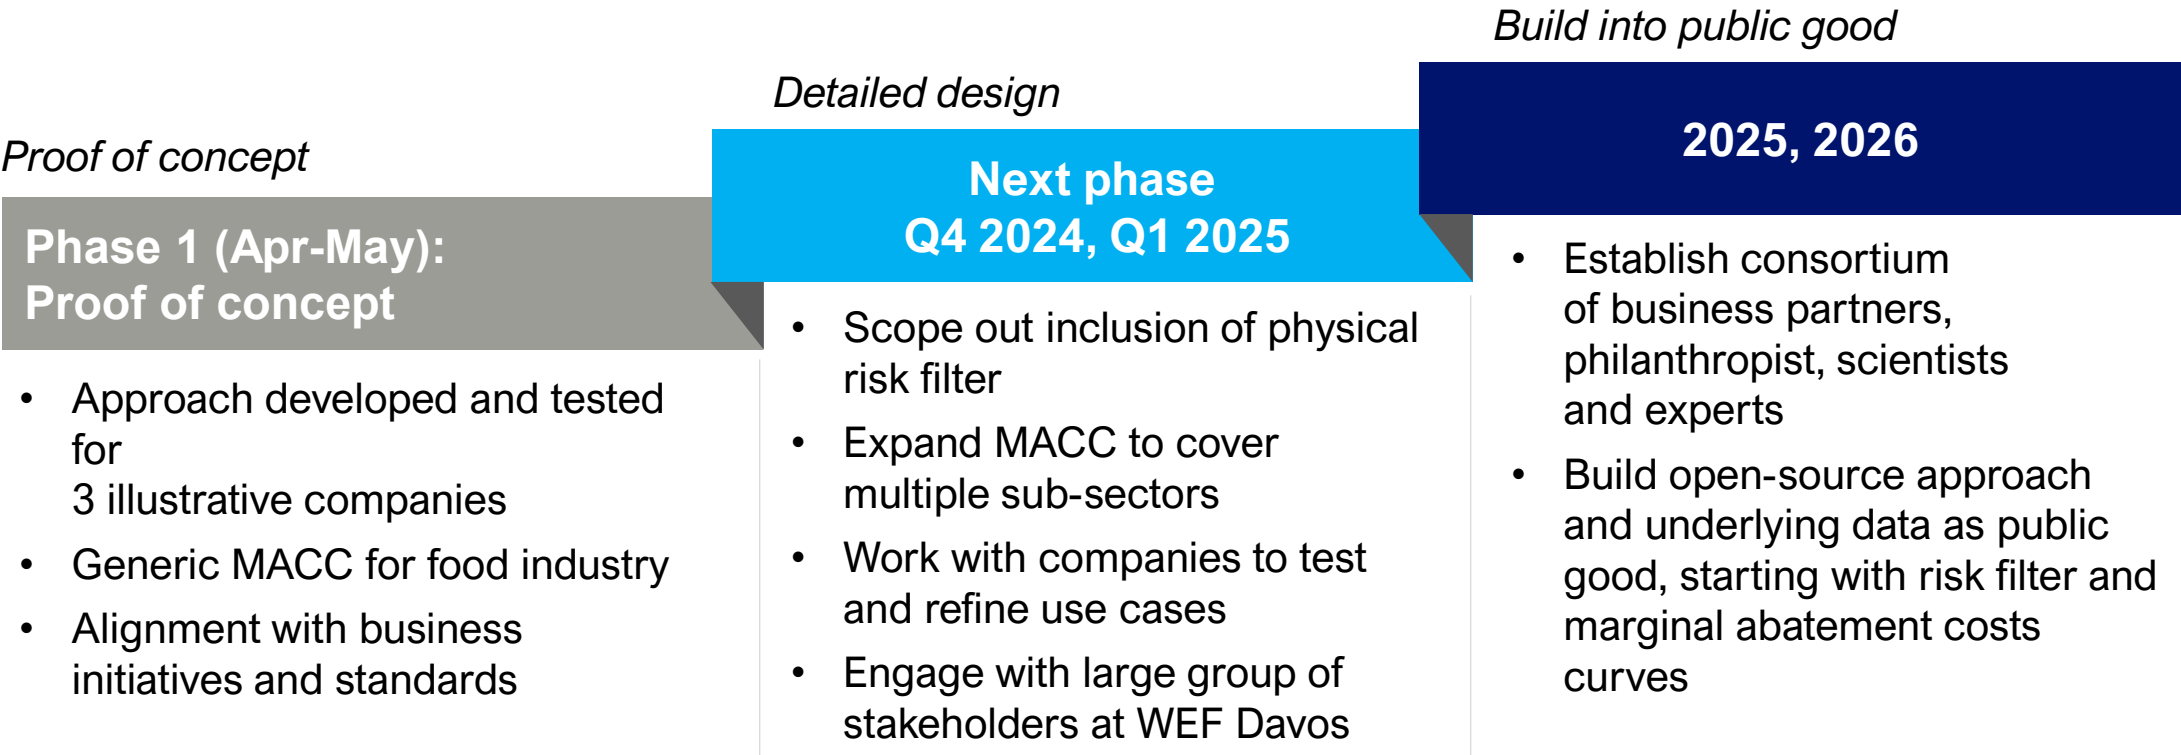 Proof of concept
Phase 1 (Apr-May):
Proof of concept
• Approach developed and tested
for
3 illustrative companies
• Generic MACC for food industry
• Alignment with business
initiatives and standards
Detailed design
Next phase
Q4 2024, Q1 2025
• Scope out inclusion of physical
risk filter
• Expand MACC to cover
multiple sub-sectors
• Work with companies to test
and refine use cases
• Engage with large group of
stakeholders at WEF Davos
Build into public good
2025, 2026
• Establish consortium
of business partners,
philanthropist, scientists
and experts
• Build open-source approach
and underlying data as public
good, starting with risk filter and
marginal abatement costs
curves